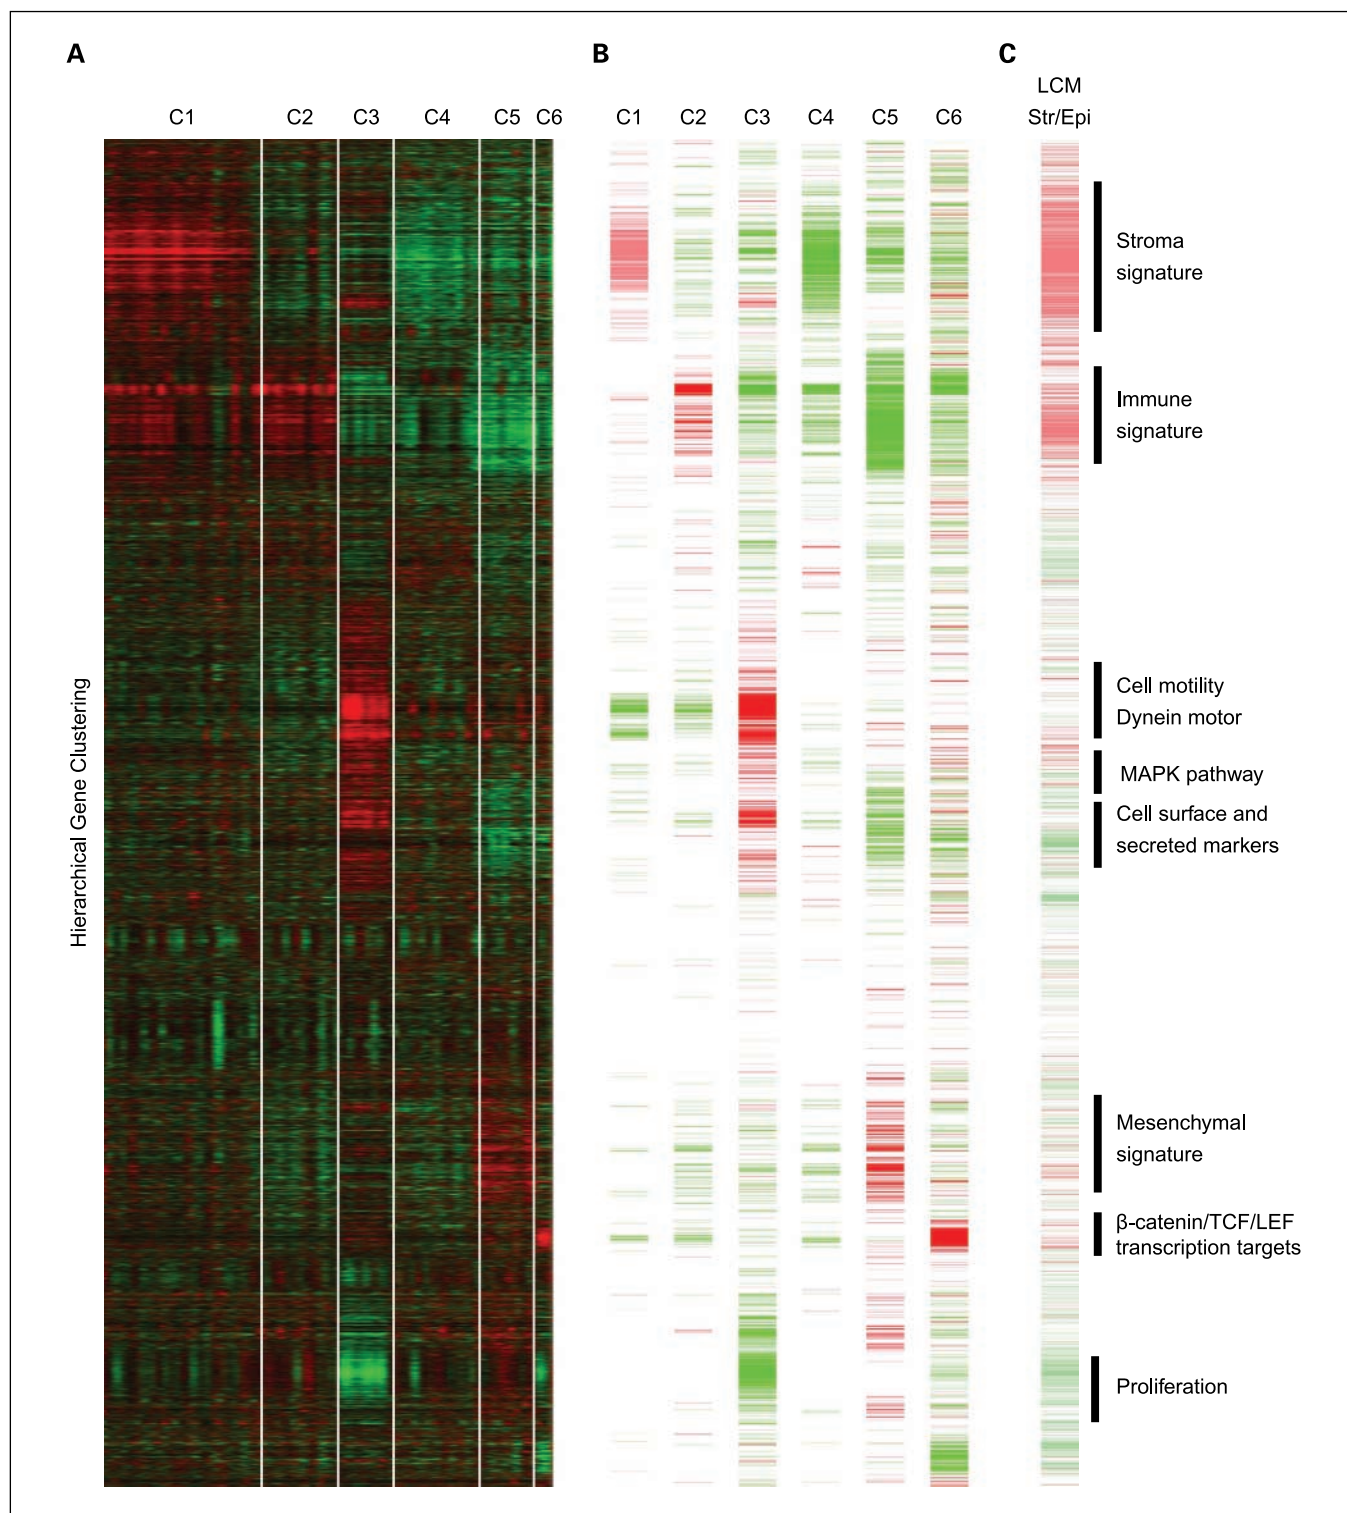 A
B
C
LCM
C1 C2 C3 C4 C5 C6
C1 C2 C3 C4 C5 C6
Str/Epi
Stroma
signature
Immune
signature
Hierarchical Gene Clustering
Cell motility
Dynein motor
MAPK pathway
Cell surface and
secreted markers
Mesenchymal
signature
β-catenin/TCF/LEF
transcription targets
Proliferation